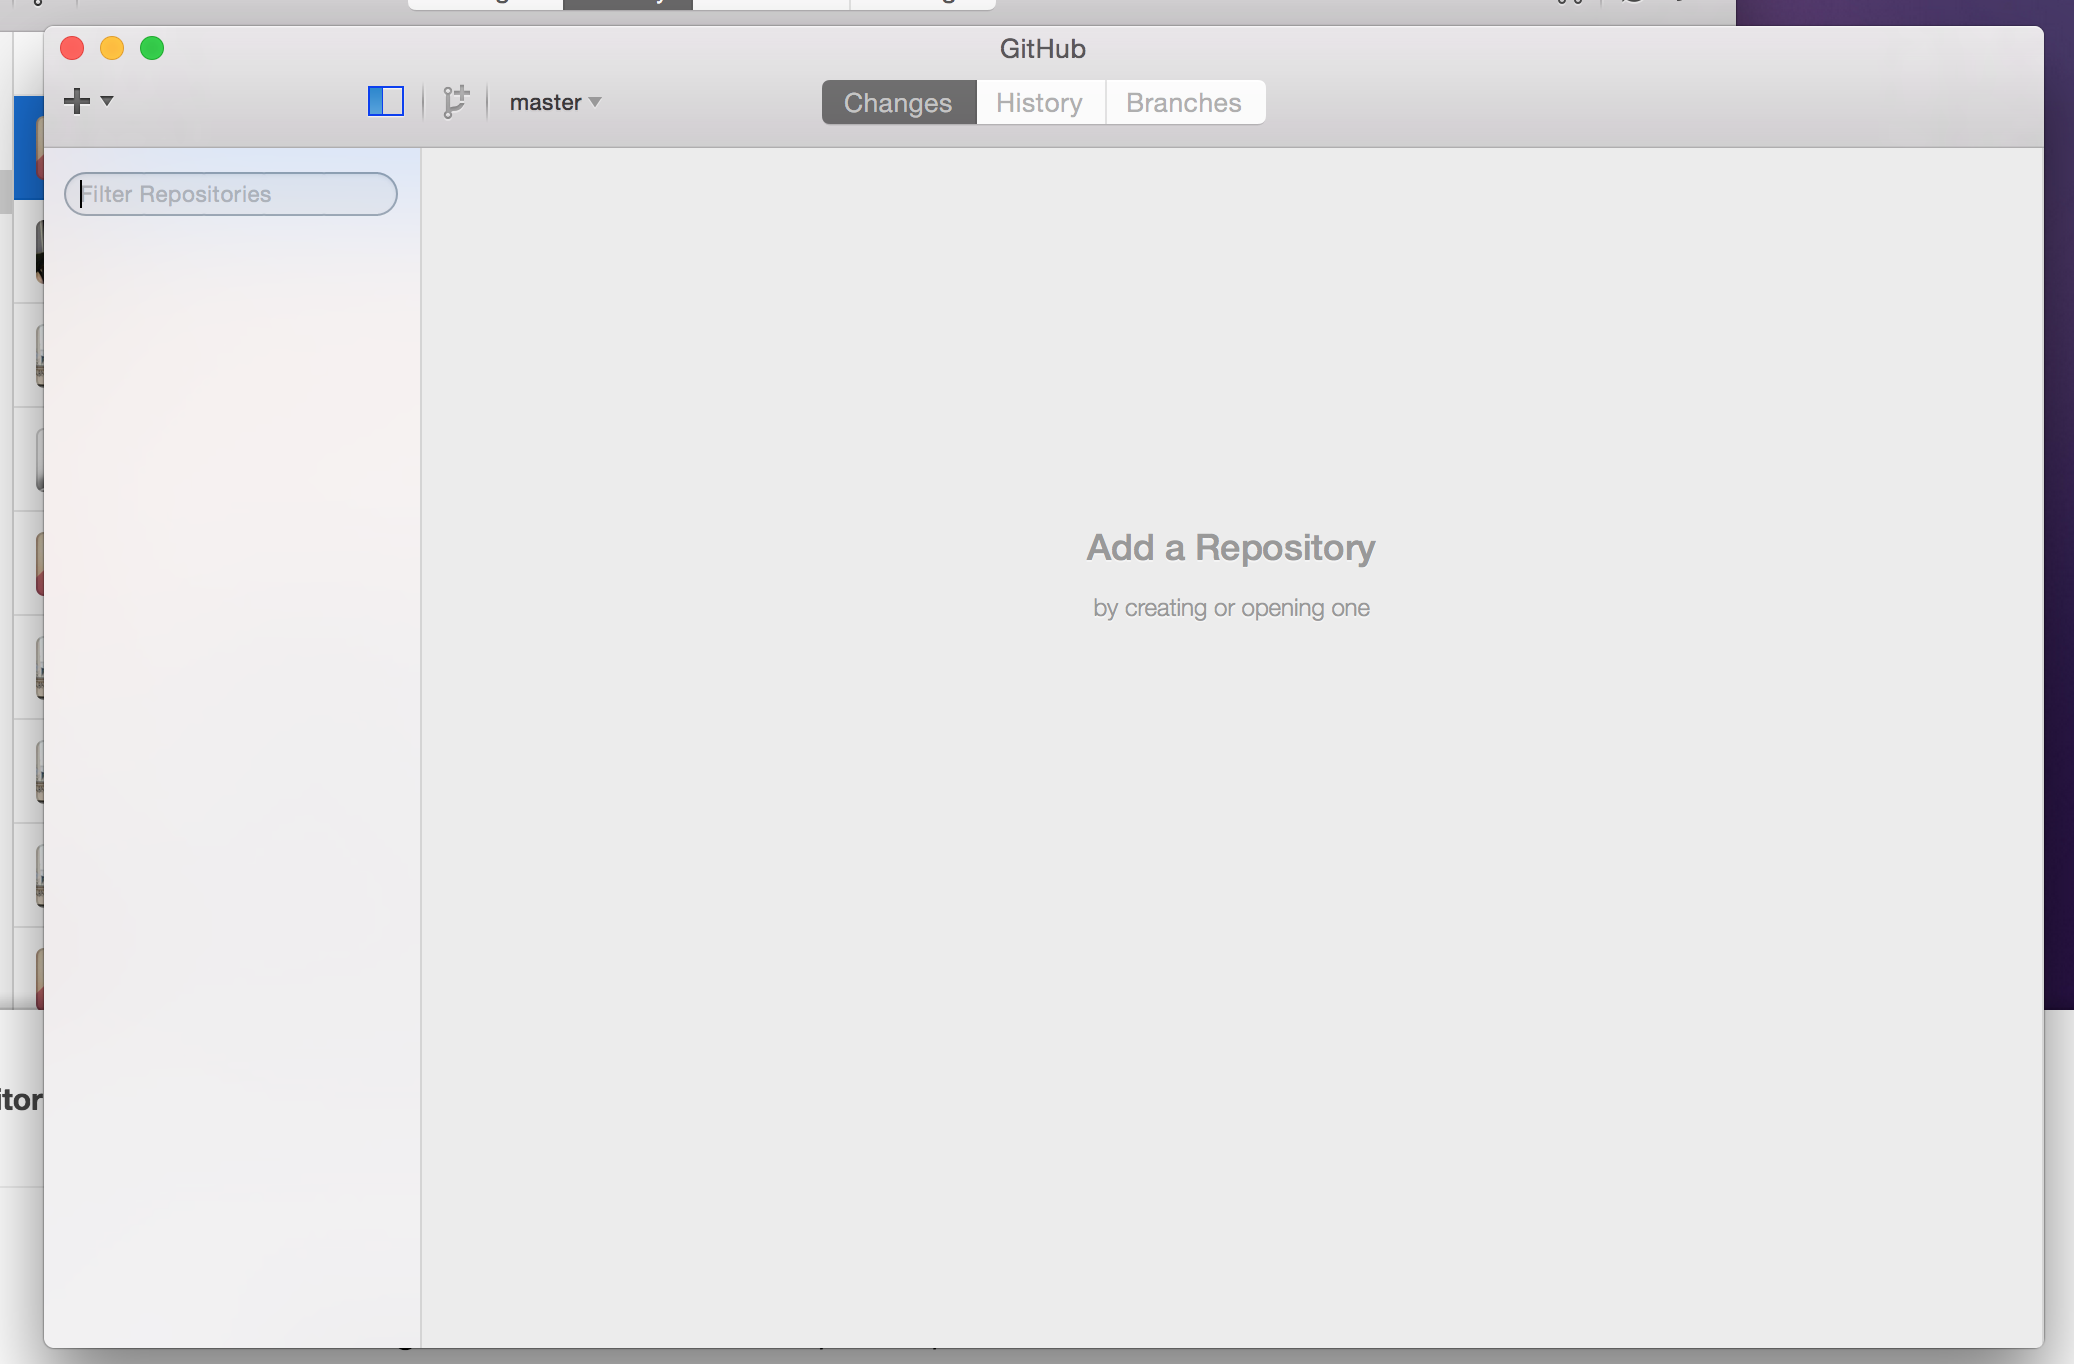 GitHub
master
Changes
History
Branches
Filter Repositories
Add a Repository
by creating or opening one
itor